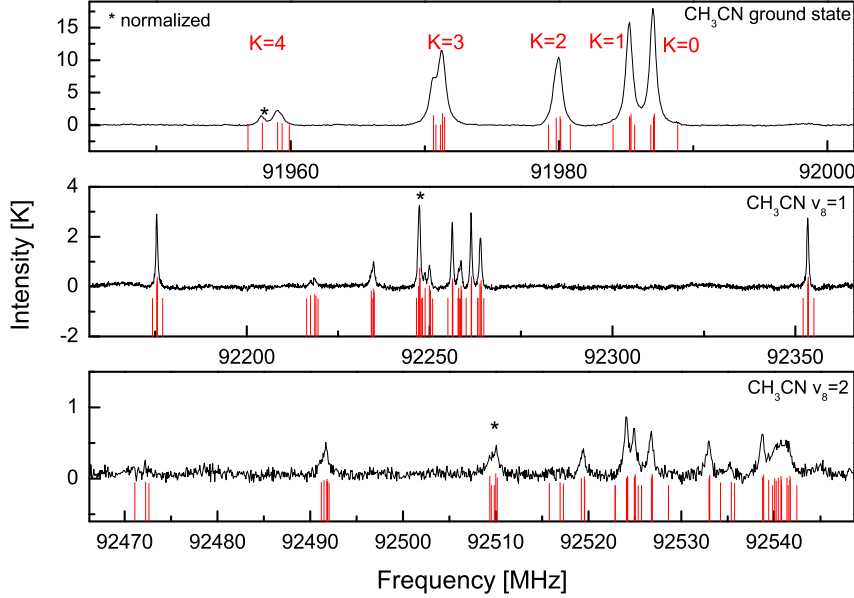 * normalized
CH₃CN ground state
K=4
K=3
K=2
K=1
K=0
*
15
10
5
0
91960
91980
92000
CH₃CN v₈=1
*
4
2
0
-2
92200
92250
92300
92350
CH₃CN v₈=2
*
1
0
92470
92480
92490
92500
92510
92520
92530
92540
Intensity [K]
Frequency [MHz]